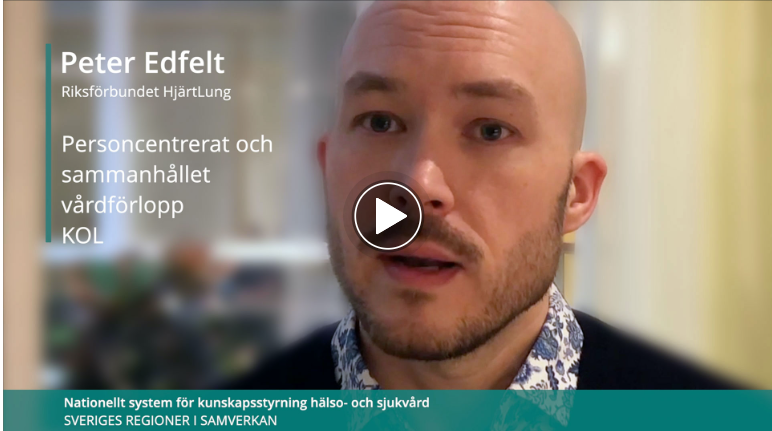 Peter Edfelt
Riksförbundet HjärtLung
Personcentrerat och
sammanhållet
vårdförlopp
KOL
Nationellt system för kunskapsstyrning hälso- och sjukvård
SVERIGES REGIONER I SAMVERKAN